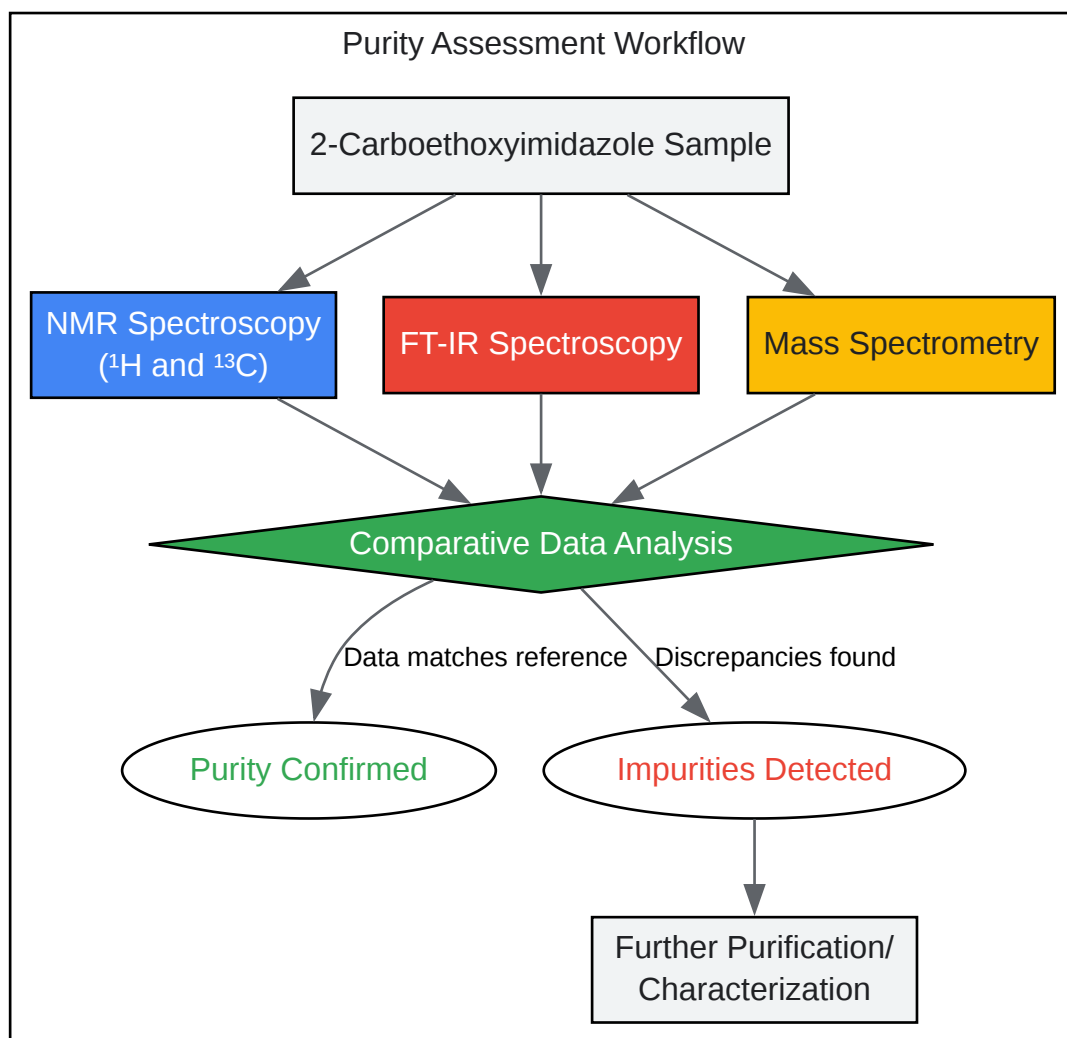 Purity Assessment Workflow
2-Carboethoxyimidazole Sample
NMR Spectroscopy
(¹H and ¹³C)
FT-IR Spectroscopy
Mass Spectrometry
Comparative Data Analysis
Data matches reference
Discrepancies found
Purity Confirmed
Impurities Detected
Further Purification/
Characterization